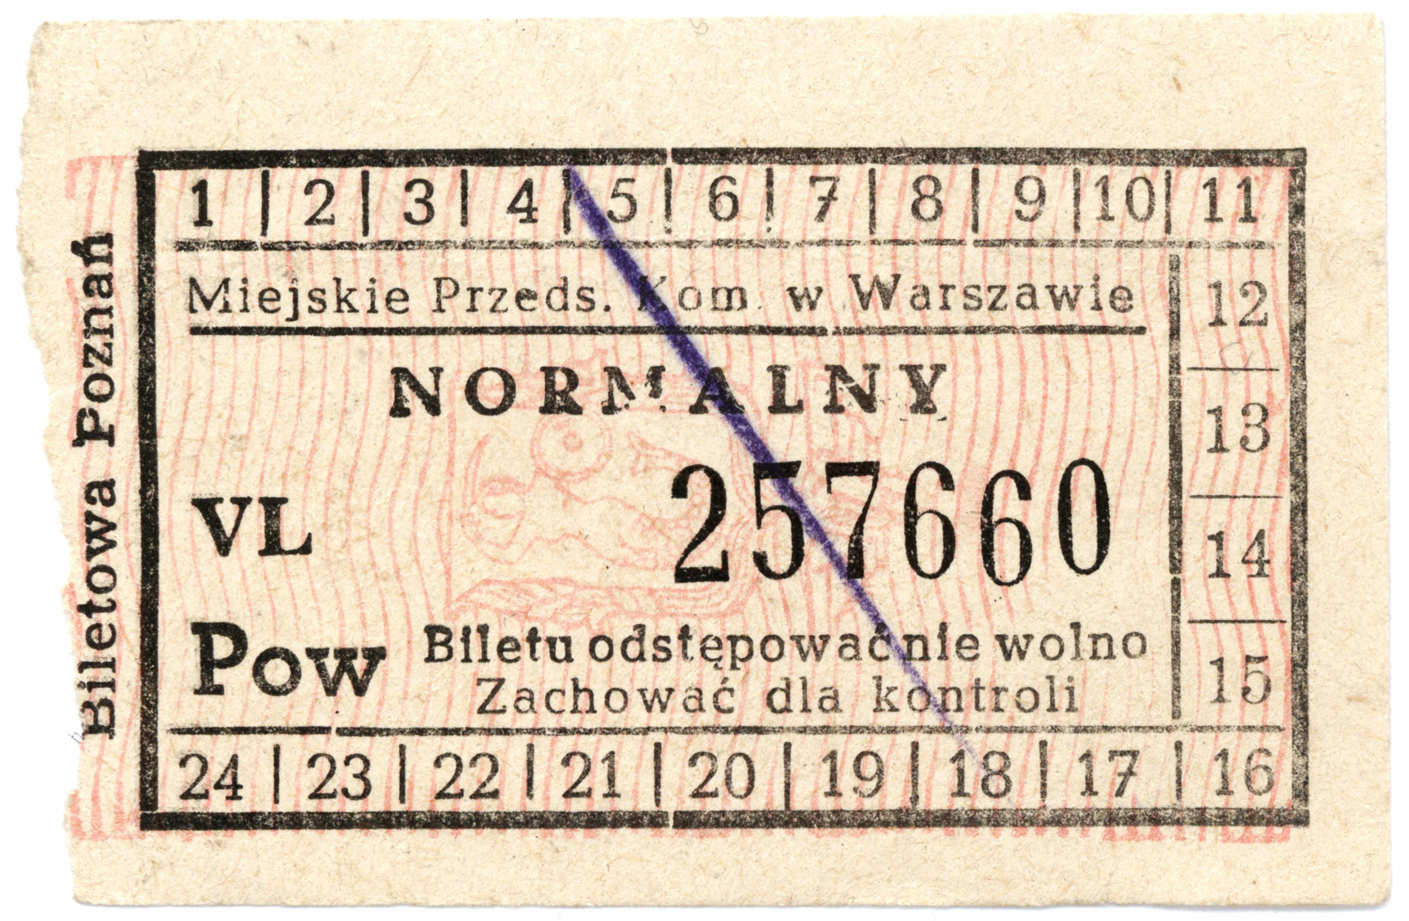 1 | 2 | 3 | 4 | 5 | 6 | 7 | 8 | 9 | 10 | 11
Miejskie Przeds. Kom. w Warszawie
NORMALNY
VL 257660
Pow
Biletu odstępować nie wolno
Zachować dla kontroli
12
13
14
15
24 | 23 | 22 | 21 | 20 | 19 | 18 | 17 | 16
Biletowa Poznań